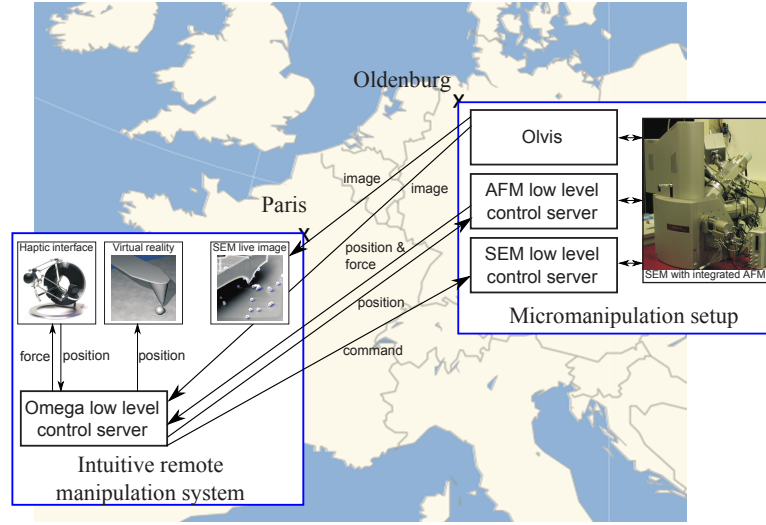 Oldenburg
X
Olvis
AFM low level
control server
SEM low level
control server
SEM with integrated AFM
Micromanipulation setup
image
image
position &
force
position
command
Paris
X
Haptic interface
Virtual reality
SEM live image
force
position
position
Omega low level
control server
Intuitive remote
manipulation system